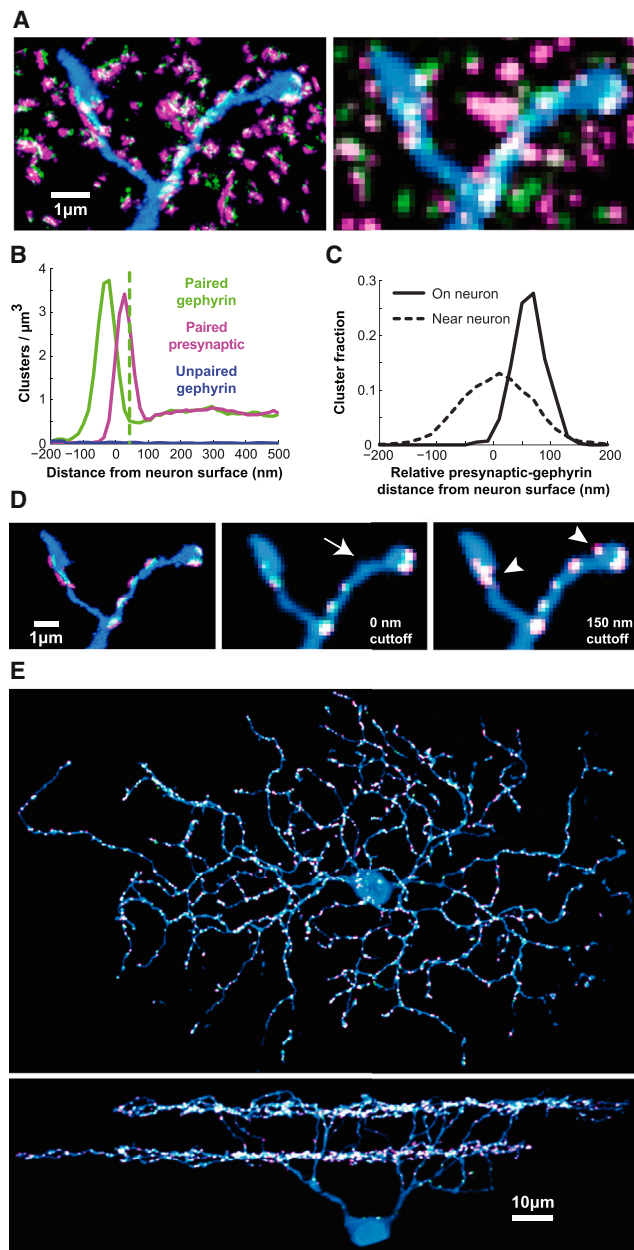 A
1µm
B
C
4
3
2
1
0
Clusters / µm³
−200
−100
0
100
200
300
400
500
Distance from neuron surface (nm)
Paired
gephyrin
Paired
presynaptic
Unpaired
gephyrin
0.3
0.2
0.1
0
Cluster fraction
On neuron
Near neuron
−200
−100
0
100
200
Relative presynaptic-gephyrin
distance from neuron surface (nm)
D
1µm
0 nm
cuttoff
150 nm
cuttoff
E
10µm